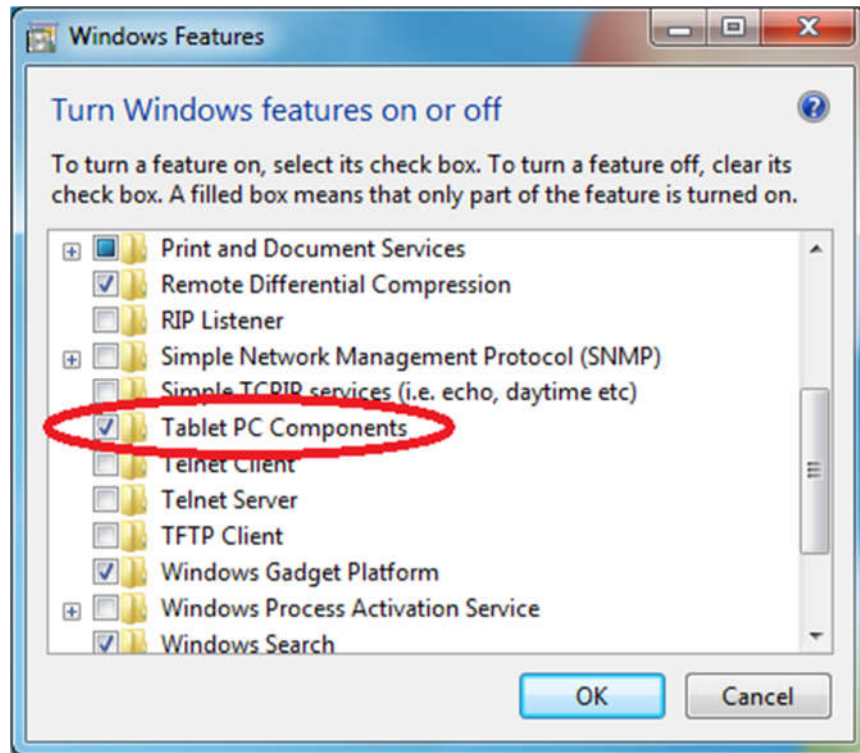 Windows Features
Turn Windows features on or off
To turn a feature on, select its check box. To turn a feature off, clear its
check box. A filled box means that only part of the feature is turned on.
Print and Document Services
Remote Differential Compression
RIP Listener
Simple Network Management Protocol (SNMP)
Simple TCPIP services (i.e. echo, daytime etc)
Tablet PC Components
Telnet Client
Telnet Server
TFTP Client
Windows Gadget Platform
Windows Process Activation Service
Windows Search
OK Cancel